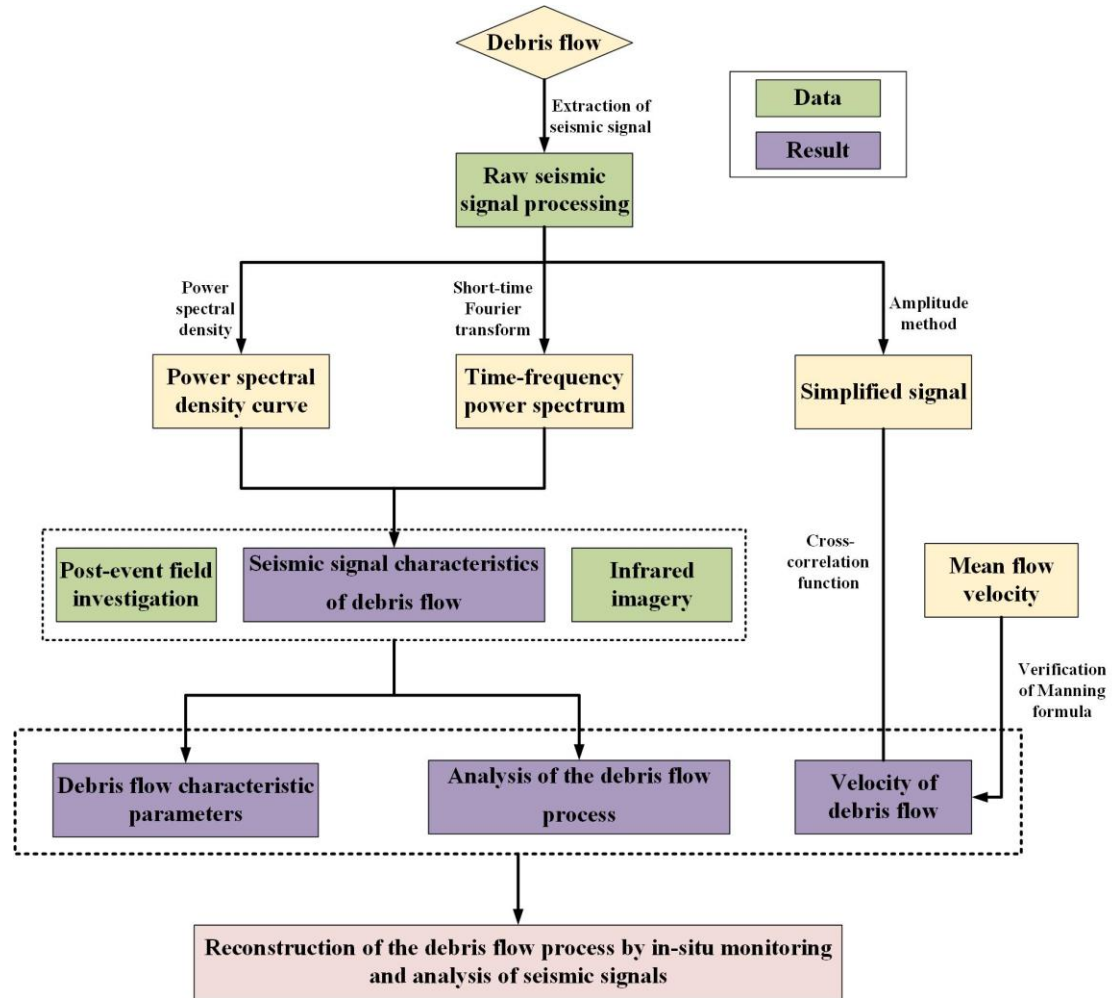 Debris flow
Data
Result
Extraction of
seismic signal
Raw seismic
signal processing
Power
spectral
density
Short-time
Fourier
transform
Amplitude
method
Power spectral
density curve
Time-frequency
power spectrum
Simplified signal
Post-event field
investigation
Seismic signal characteristics
of debris flow
Infrared
imagery
Cross-
correlation
function
Mean flow
velocity
Verification
of Manning
formula
Debris flow characteristic
parameters
Analysis of the debris flow
process
Velocity of
debris flow
Reconstruction of the debris flow process by in-situ monitoring
and analysis of seismic signals